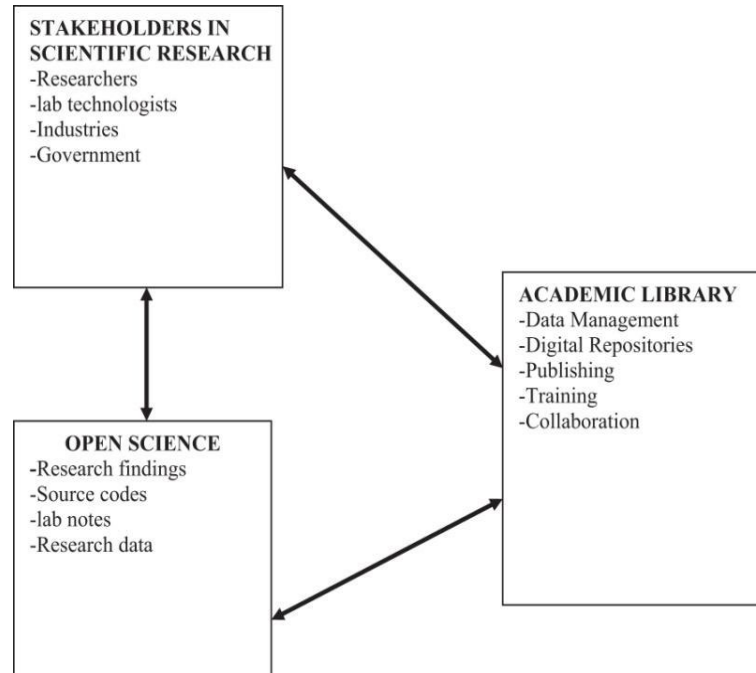 STAKEHOLDERS IN
SCIENTIFIC RESEARCH
-Researchers
-lab technologists
-Industries
-Government
ACADEMIC LIBRARY
-Data Management
-Digital Repositories
-Publishing
-Training
-Collaboration
OPEN SCIENCE
-Research findings
-Source codes
-lab notes
-Research data